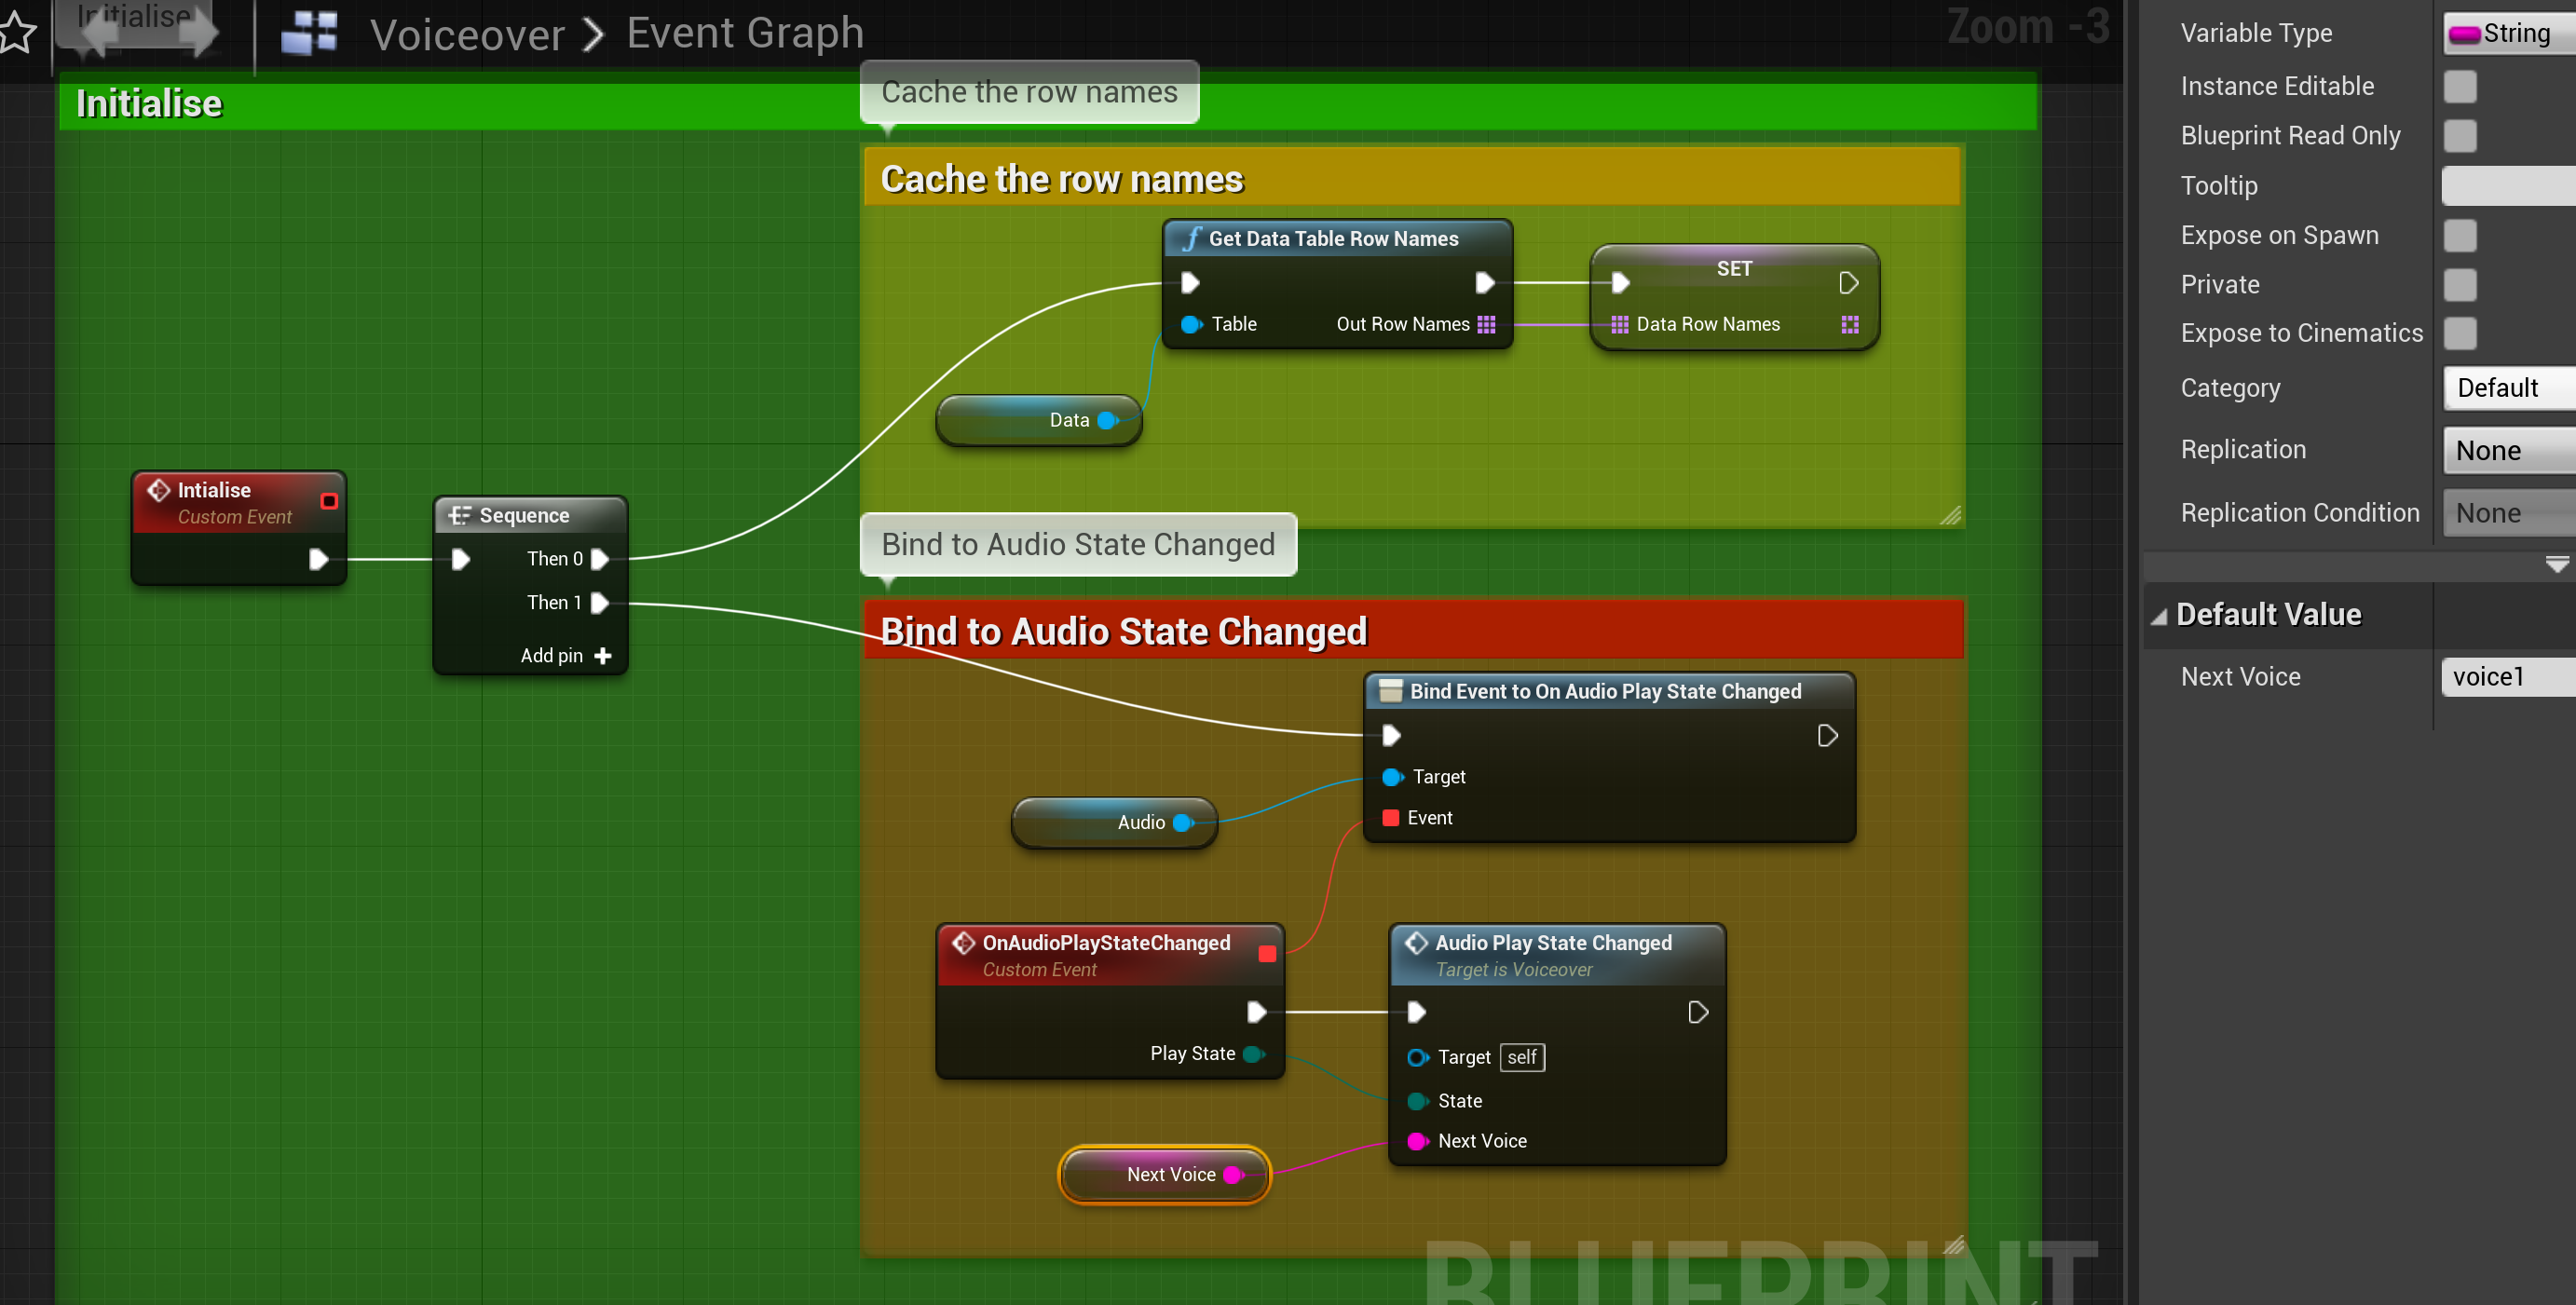 Initialise
Voiceover > Event Graph
Zoom -3
Initialise
Cache the row names
Cache the row names
Get Data Table Row Names
Table
Out Row Names
SET
Data Row Names
Data
Intialise
Custom Event
Sequence
Then 0
Then 1
Add pin
Bind to Audio State Changed
Bind to Audio State Changed
Bind Event to On Audio Play State Changed
Target
Event
Audio
OnAudioPlayStateChanged
Custom Event
Play State
Audio Play State Changed
Target is Voiceover
Target self
State
Next Voice
Next Voice
BLUEPRINT
Variable Type String
Instance Editable
Blueprint Read Only
Tooltip
Expose on Spawn
Private
Expose to Cinematics
Category Default
Replication None
Replication Condition None
Default Value
Next Voice voice1